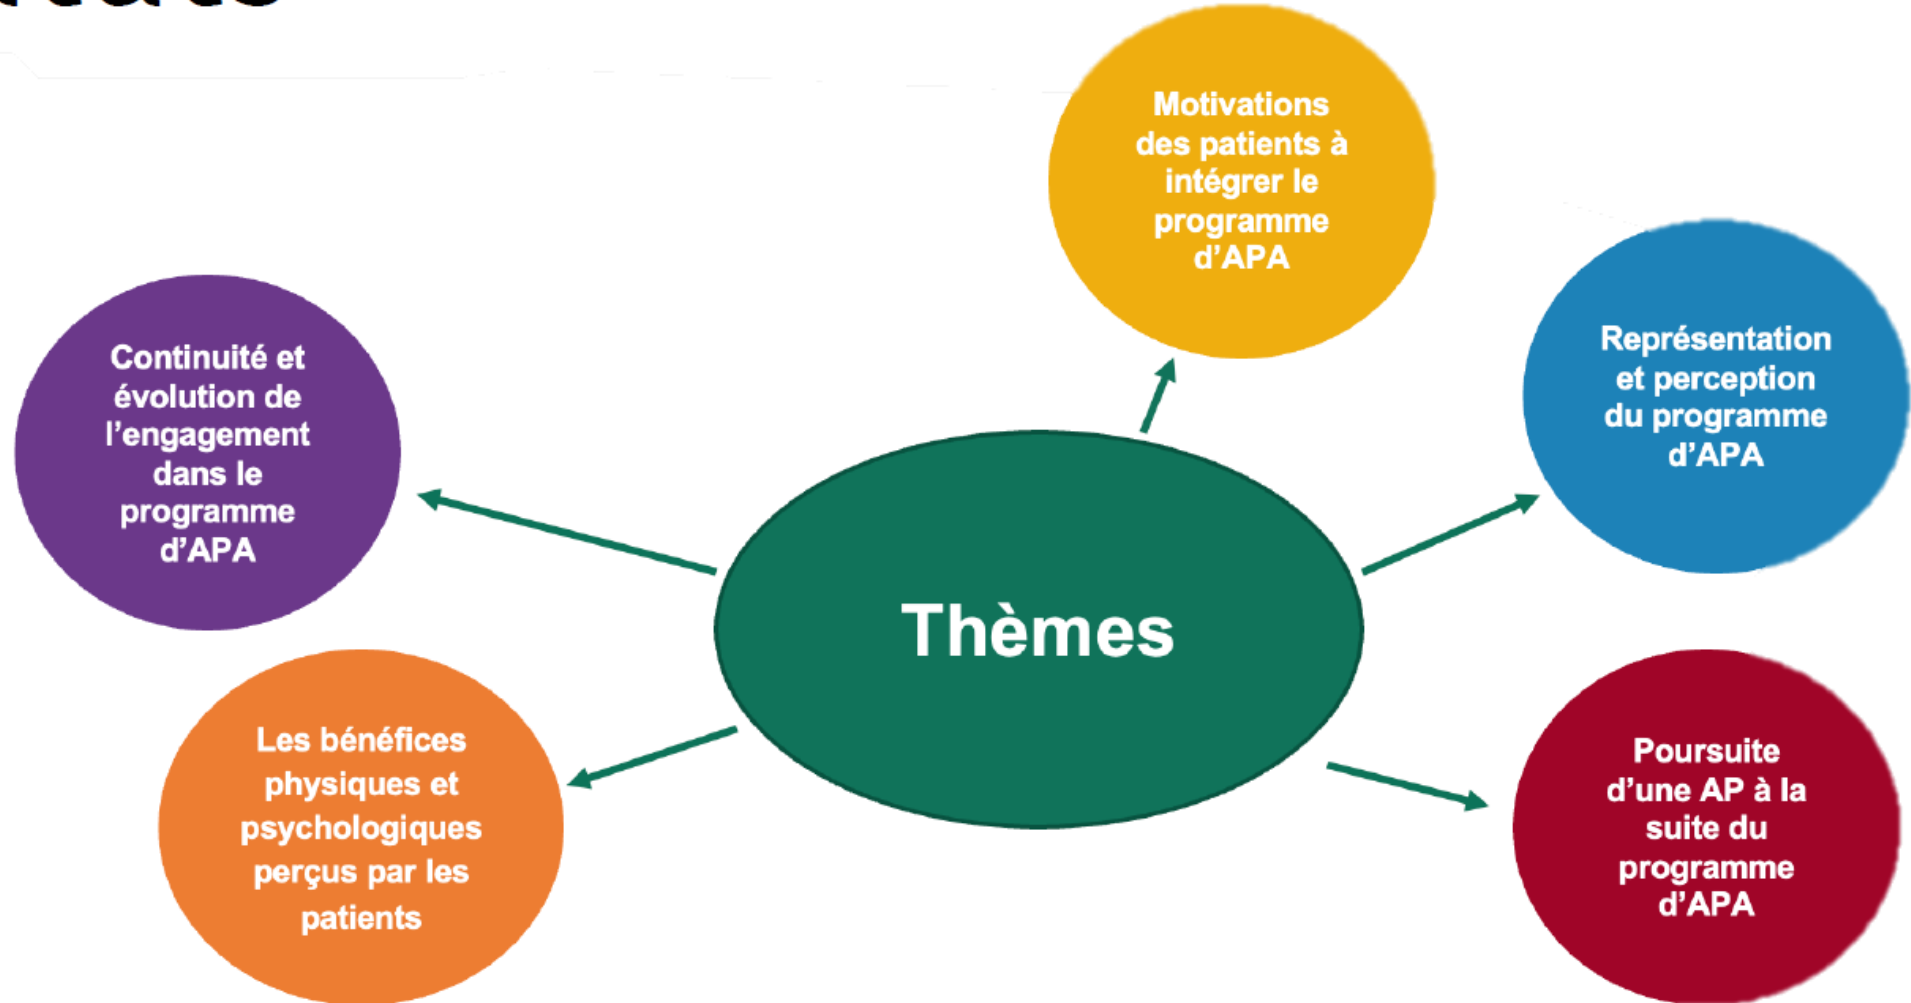 Motivations
des patients à
intégrer le
programme
d’APA
Représentation
et perception
du programme
d’APA
Continuité et
évolution de
l’engagement
dans le
programme
d’APA
Thèmes
Les bénéfices
physiques et
psychologiques
perçus par les
patients
Poursuite
d’une AP à la
suite du
programme
d’APA